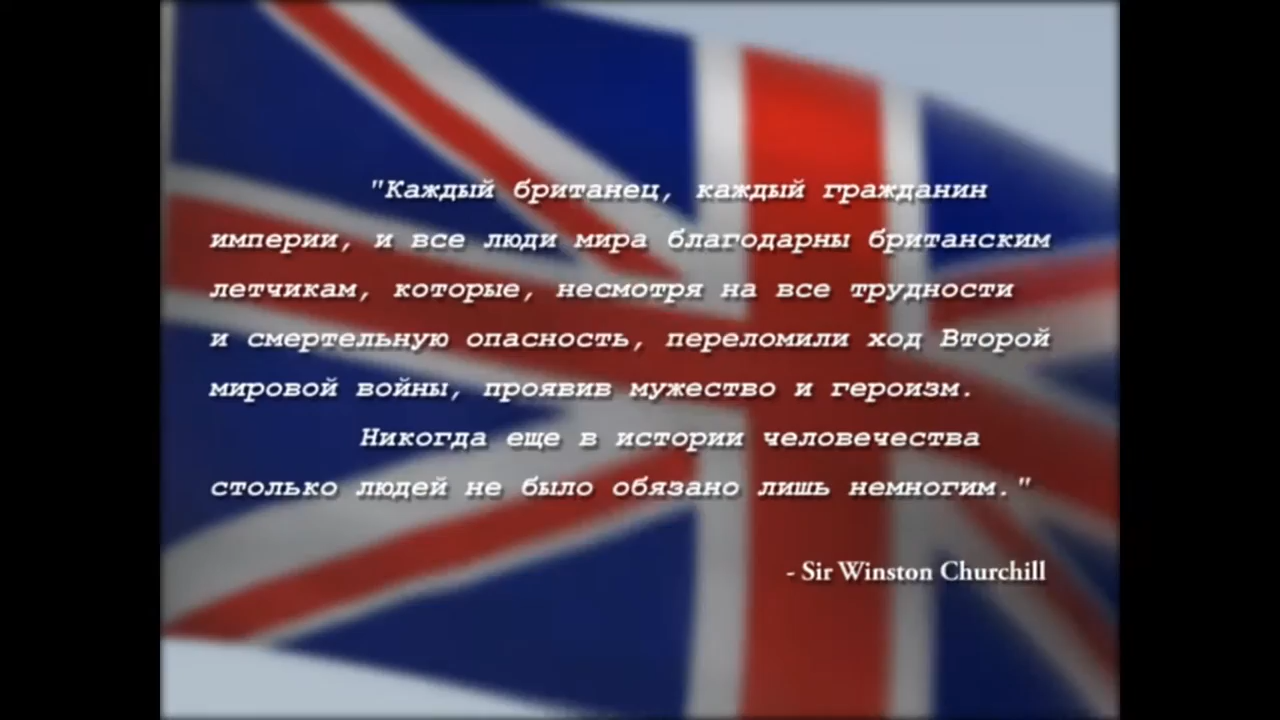 "Каждый британец, каждый гражданин
империи, и все люди мира благодарны британским
летчикам, которые, несмотря на все трудности
и смертельную опасность, переломили ход Второй
мировой войны, проявив мужество и героизм.
Никогда еще в истории человечества
столько людей не было обязано лишь немногим."
- Sir Winston Churchill